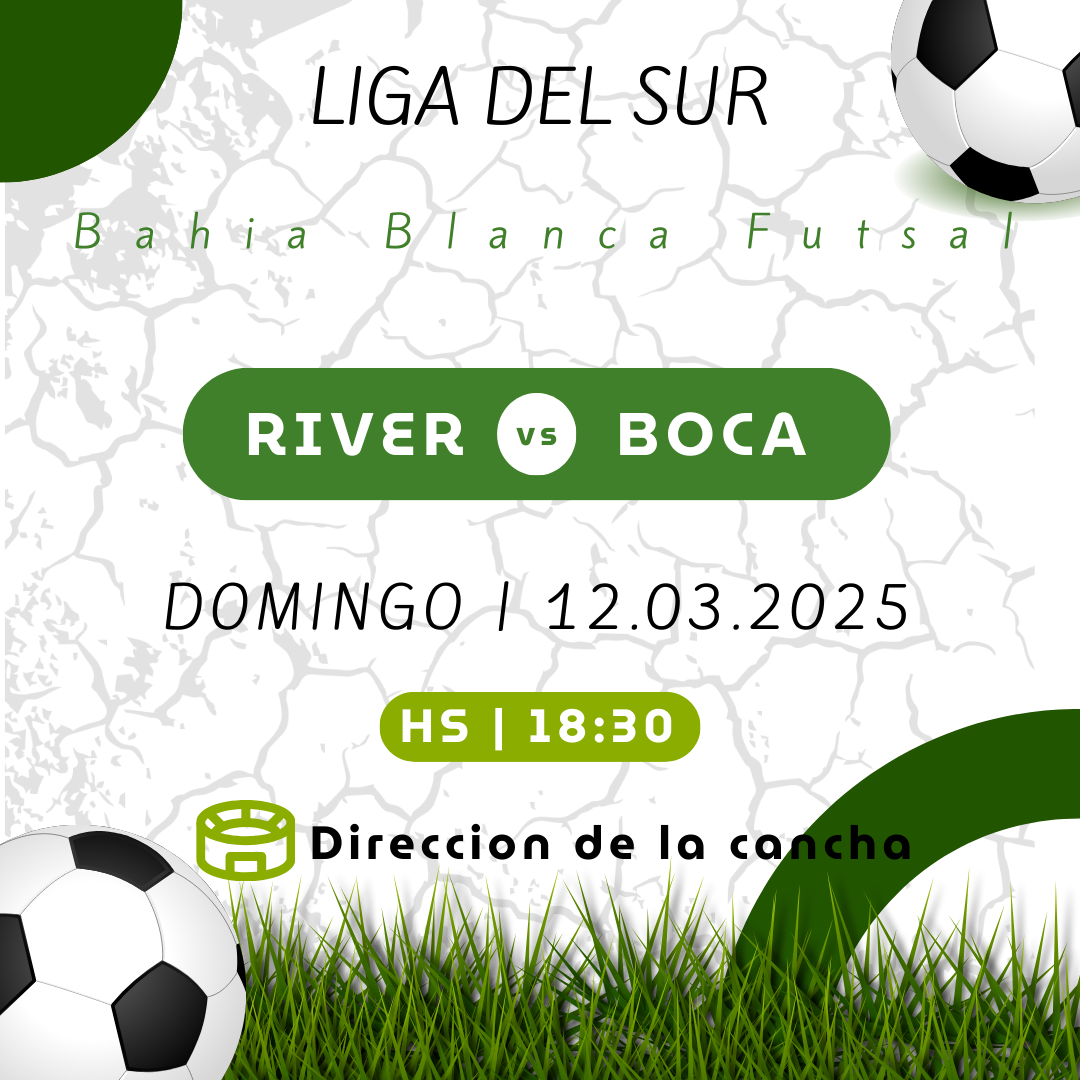 LIGA DEL SUR
Bahia Blanca Futsal
RIVER vs BOCA
DOMINGO | 12.03.2025
HS | 18:30
Direccion de la cancha